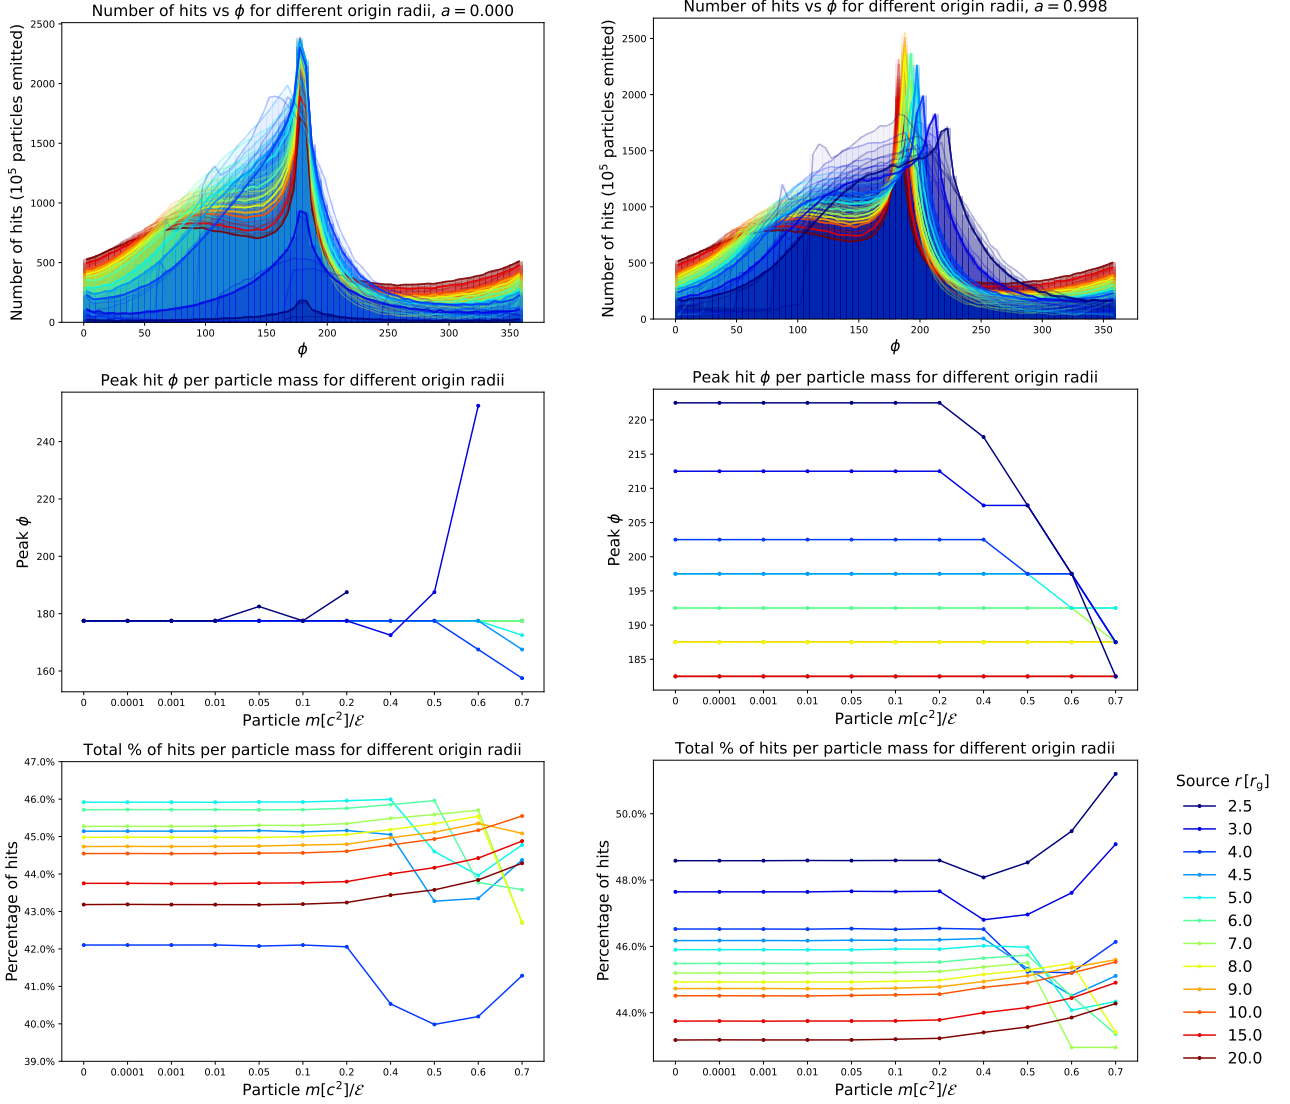 Number of hits vs ϕ for different origin radii, a = 0.000
Number of hits (10⁵ particles emitted)
2500
2000
1500
1000
500
0
0 50 100 150 200 250 300 350
ϕ
Number of hits vs ϕ for different origin radii, a = 0.998
Number of hits (10⁵ particles emitted)
2500
2000
1500
1000
500
0
0 50 100 150 200 250 300 350
ϕ
Peak hit ϕ per particle mass for different origin radii
Peak ϕ
240
220
200
180
160
0 0.0001 0.001 0.01 0.05 0.1 0.2 0.4 0.5 0.6 0.7
Particle m[c²]/ℰ
Peak hit ϕ per particle mass for different origin radii
Peak ϕ
220
215
210
205
200
195
190
185
0 0.0001 0.001 0.01 0.05 0.1 0.2 0.4 0.5 0.6 0.7
Particle m[c²]/ℰ
Total % of hits per particle mass for different origin radii
Percentage of hits
47.0%
46.0%
45.0%
44.0%
43.0%
42.0%
41.0%
40.0%
39.0%
0 0.0001 0.001 0.01 0.05 0.1 0.2 0.4 0.5 0.6 0.7
Particle m[c²]/ℰ
Total % of hits per particle mass for different origin radii
Percentage of hits
50.0%
48.0%
46.0%
44.0%
0 0.0001 0.001 0.01 0.05 0.1 0.2 0.4 0.5 0.6 0.7
Particle m[c²]/ℰ
Source r [r_g]
2.5
3.0
4.0
4.5
5.0
6.0
7.0
8.0
9.0
10.0
15.0
20.0